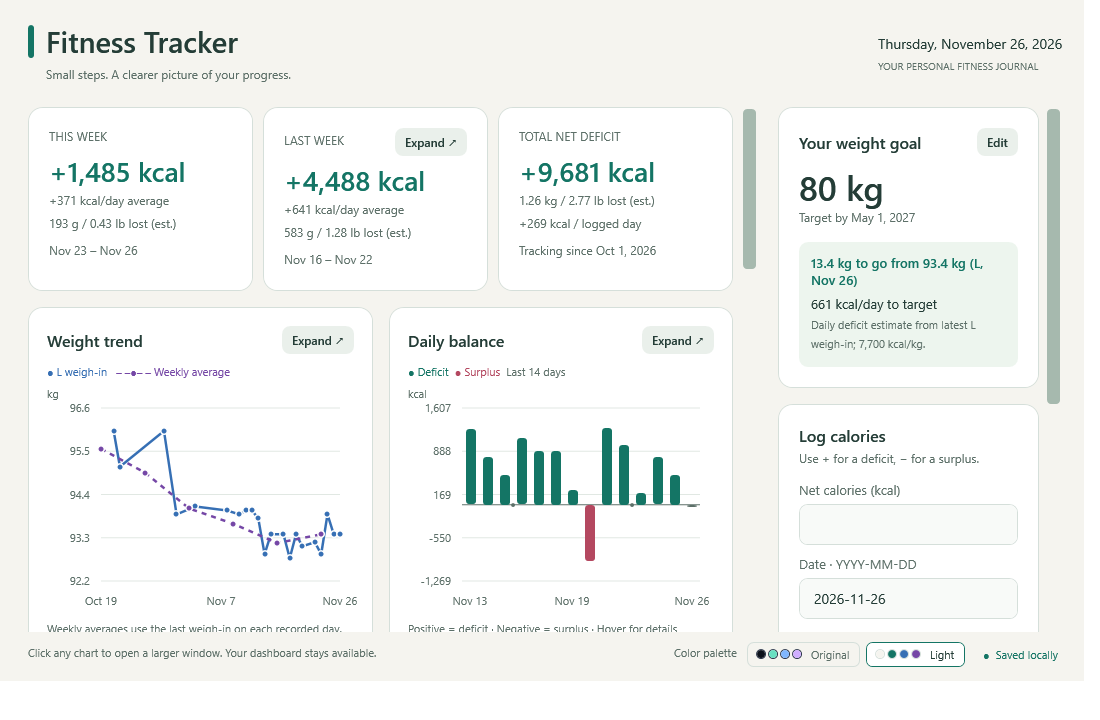 Fitness Tracker
Small steps. A clearer picture of your progress.
Thursday, November 26, 2026
YOUR PERSONAL FITNESS JOURNAL
THIS WEEK
+1,485 kcal
+371 kcal/day average
193 g / 0.43 lb lost (est.)
Nov 23 – Nov 26
LAST WEEK
Expand ↗
+4,488 kcal
+641 kcal/day average
583 g / 1.28 lb lost (est.)
Nov 16 – Nov 22
TOTAL NET DEFICIT
+9,681 kcal
1.26 kg / 2.77 lb lost (est.)
+269 kcal / logged day
Tracking since Oct 1, 2026
Your weight goal
Edit
80 kg
Target by May 1, 2027
13.4 kg to go from 93.4 kg (L,
Nov 26)
661 kcal/day to target
Daily deficit estimate from latest L
weigh-in; 7,700 kcal/kg.
Weight trend
Expand ↗
L weigh-in Weekly average
kg
96.6
95.5
94.4
93.3
92.2
Oct 19 Nov 7 Nov 26
Weekly averages use the last weigh-in on each recorded day.
Daily balance
Expand ↗
Deficit Surplus Last 14 days
kcal
1,607
888
169
-550
-1,269
Nov 13 Nov 19 Nov 26
Positive = deficit · Negative = surplus · Hover for details
Log calories
Use + for a deficit, − for a surplus.
Net calories (kcal)
Date · YYYY-MM-DD
2026-11-26
Click any chart to open a larger window. Your dashboard stays available.
Color palette
Original
Light
Saved locally